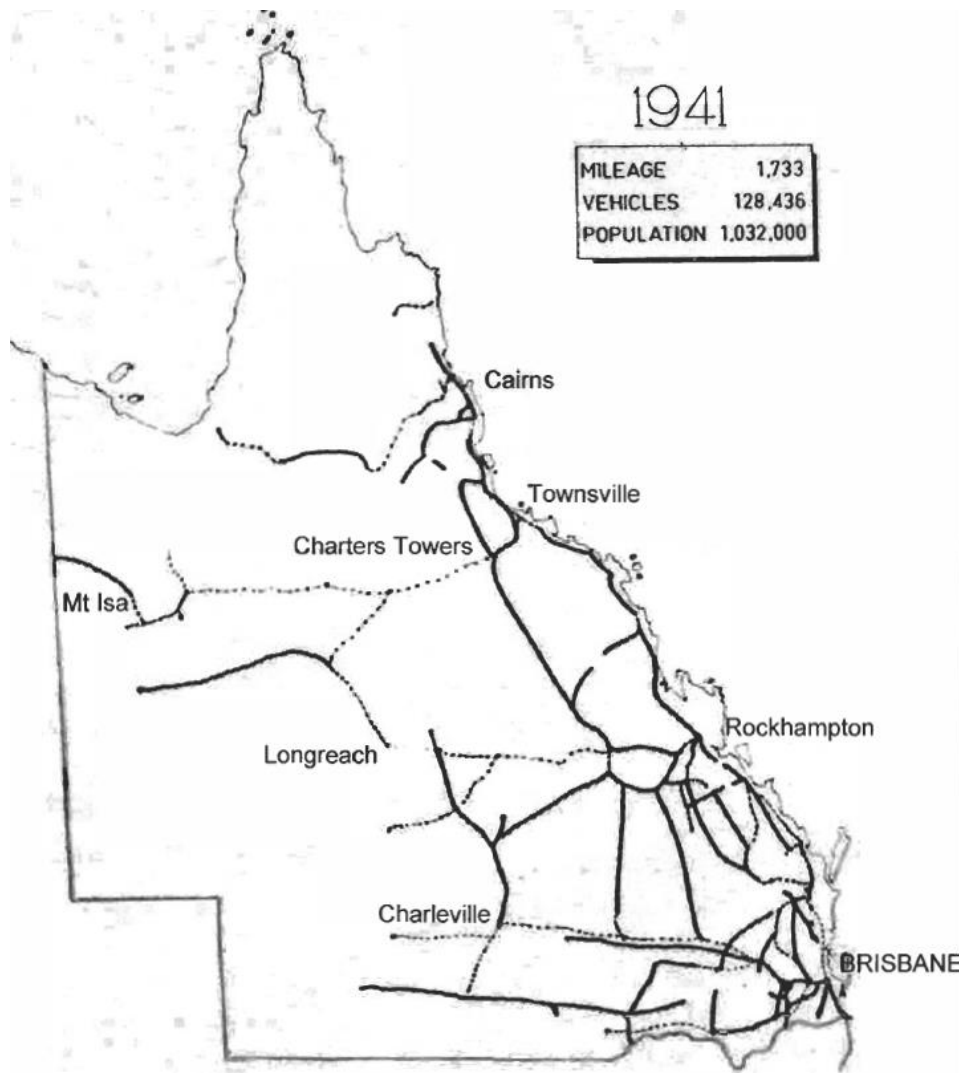 1941
MILEAGE 1,733
VEHICLES 128,436
POPULATION 1,032,000
Cairns
Townsville
Charters Towers
Mt Isa
Rockhampton
Longreach
Charleville
BRISBANE